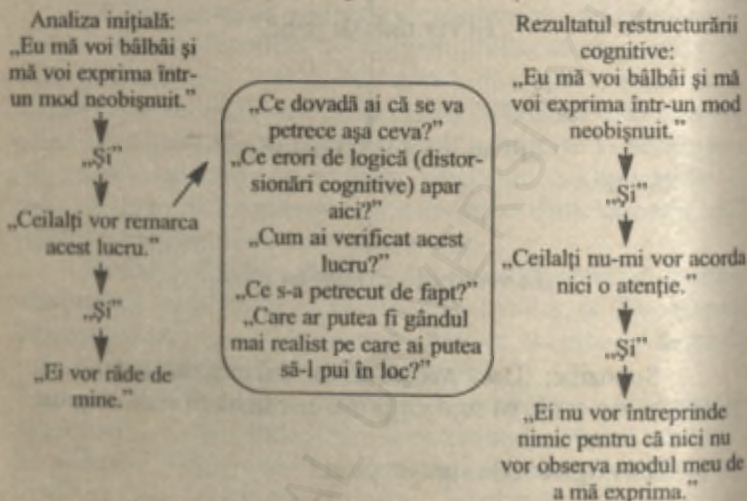 Analiza inițială:
„Eu mă voi bâlbâi și
mă voi exprima într-
un mod neobișnuit.”
„Și”
„Ceilalți vor remarca
acest lucru.”
„Și”
„Ei vor râde de
mine.”
„Ce dovadă ai că se va
petrece așa ceva?”
„Ce erori de logică (distor-
sionări cognitive) apar
aici?”
„Cum ai verificat acest
lucru?”
„Ce s-a petrecut de fapt?”
„Care ar putea fi gândul
mai realist pe care ai putea
să-l pui în loc?”
Rezultatul restructurării
cognitive:
„Eu mă voi bâlbâi și mă
voi exprima într-un mod
neobișnuit.”
„Și”
„Ceilalți nu-mi vor acorda
nici o atenție.”
„Și”
„Ei nu vor întreprinde
nimic pentru că nici nu
vor observa modul meu de
a mă exprima.”